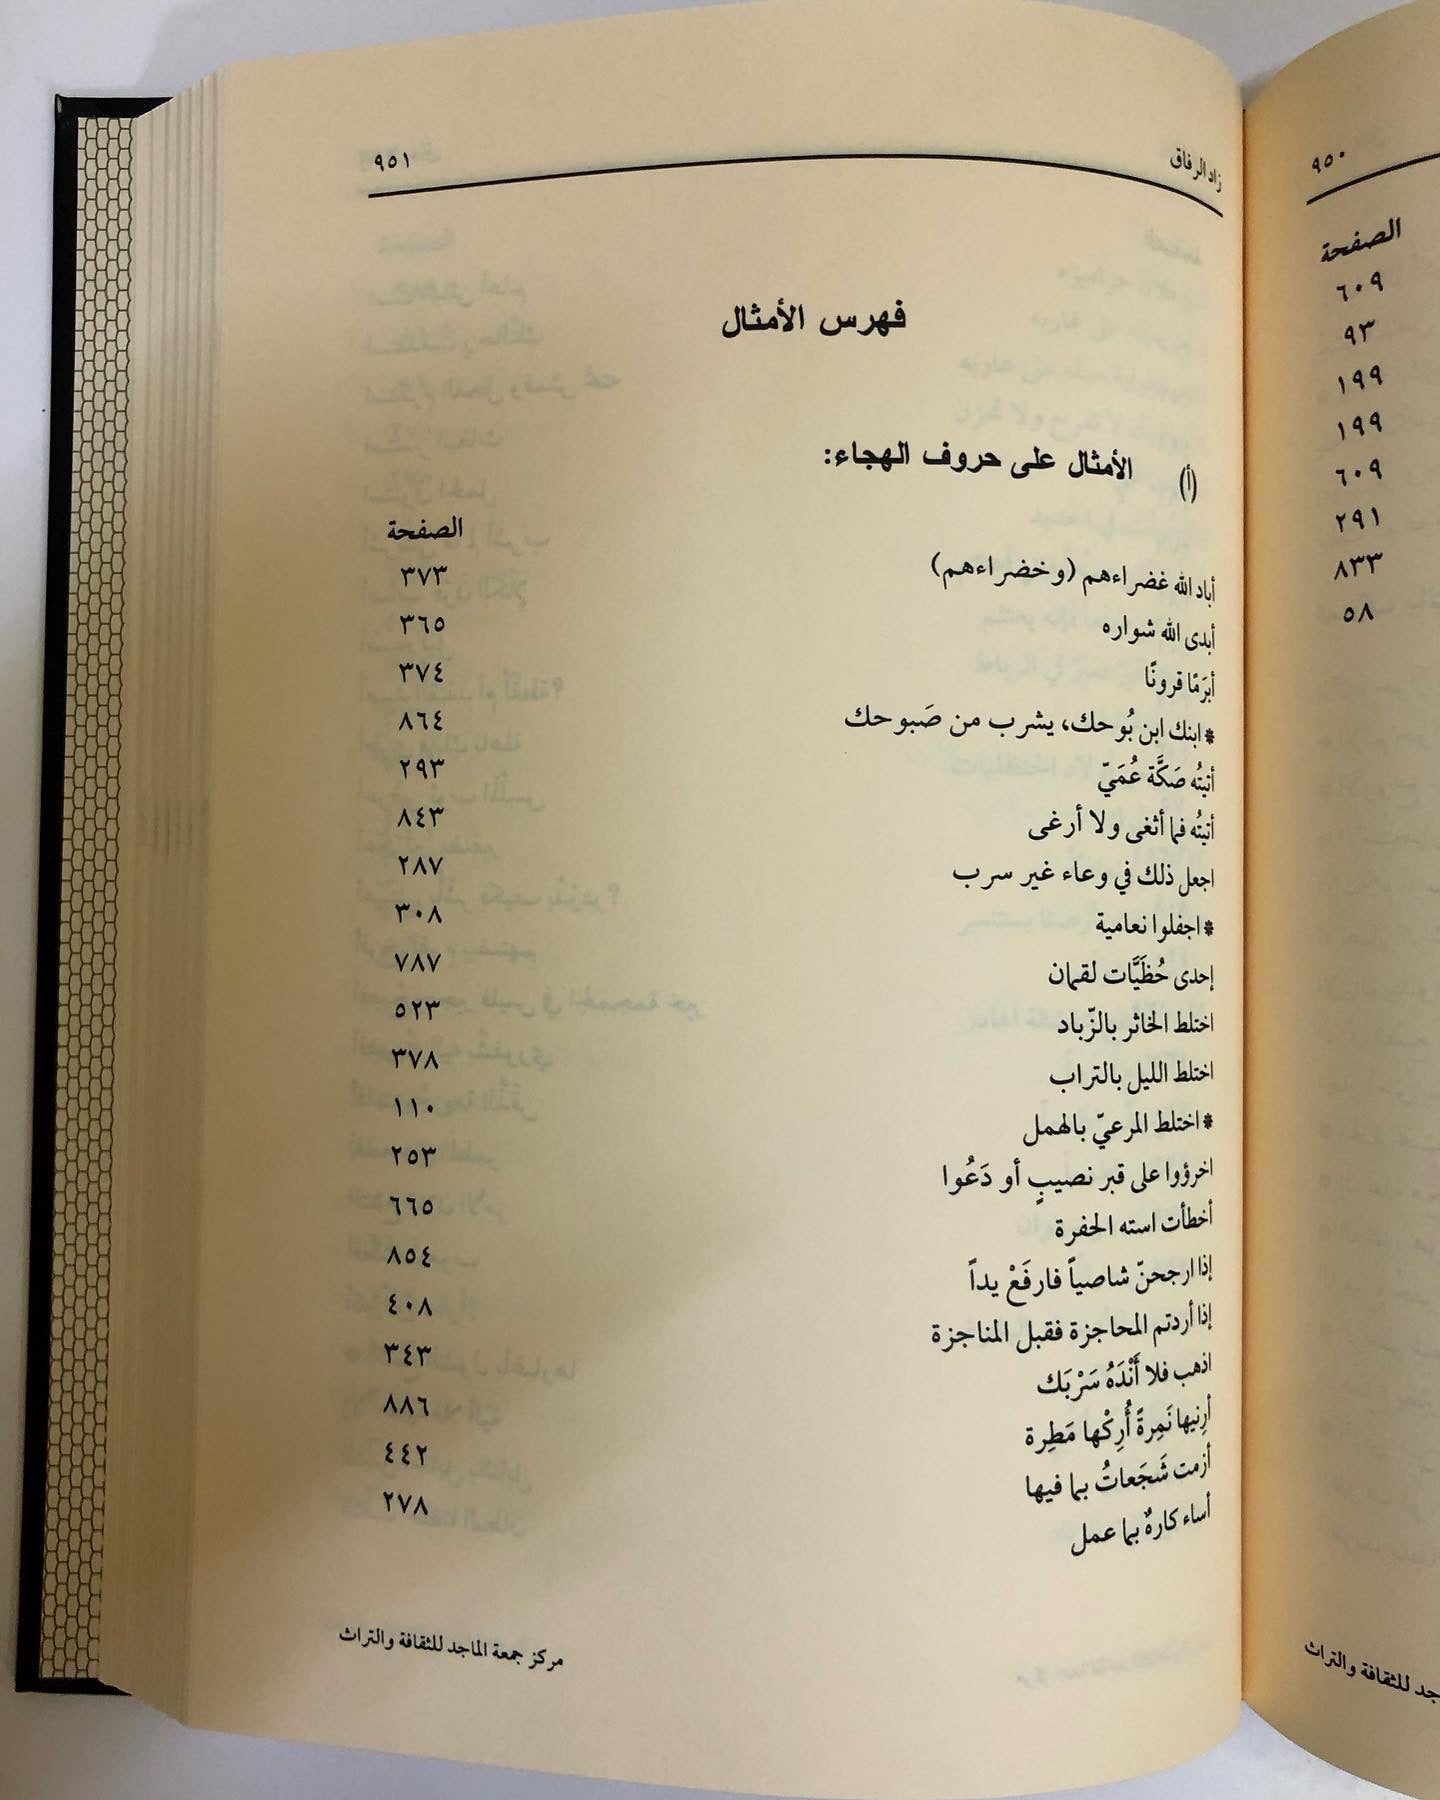 زاد الرفاق ٩٥١
فهرس الأمثال
(أ) الأمثال على حروف الهجاء:
الصفحة
أباد الله غضراءهم (وخضراءهم) ٣٧٣
أبدى الله شواره ٣٦٥
أبَرَمًا قرونًا ٣٧٤
* ابنك ابن بُوحك، يشرب من صَبوحك ٨٦٤
أتيتُه صَكَّة عُمَيّ ٢٩٣
أتيتُه فما أثغى ولا أرغى ٨٤٣
اجعل ذلك في وعاء غير سرب ٢٨٧
* اجفلوا نعامية ٣٠٨
إحدى حُظَيَّات لقمان ٧٨٧
اختلط الخاثر بالزّباد ٥٢٣
اختلط الليل بالتراب ٣٧٨
* اختلط المرعيّ بالهمل ١١٠
اخرؤوا على قبر نصيبٍ أو دَعُوا ٢٥٣
أخطأت استه الحفرة ٦٦٥
إذا ارجحنّ شاصياً فارفَعْ يداً ٨٥٤
إذا أردتم المحاجزة فقبل المناجزة ٤٠٨
اذهب فلا أَنْدَهُ سَرْبَك ٣٤٣
أرِنيها نَمِرةً أُرِكْها مَطِرة ٨٨٦
أزمت شَجَعاتُ بما فيها ٤٤٢
أساء كارهٌ بما عمل ٢٧٨
مركز جمعة الماجد للثقافة والتراث
٩٥٠
الصفحة
٦٠٩
٩٣
١٩٩
١٩٩
٦٠٩
٢٩١
٨٣٣
٥٨
للثقافة والتراث